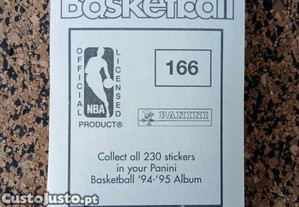 Basketball
OFFICIAL
LICENSED
NBA
PRODUCT®
166
PANINI
Collect all 230 stickers
in your Panini
Basketball '94-'95 Album
CustoJusto.pt